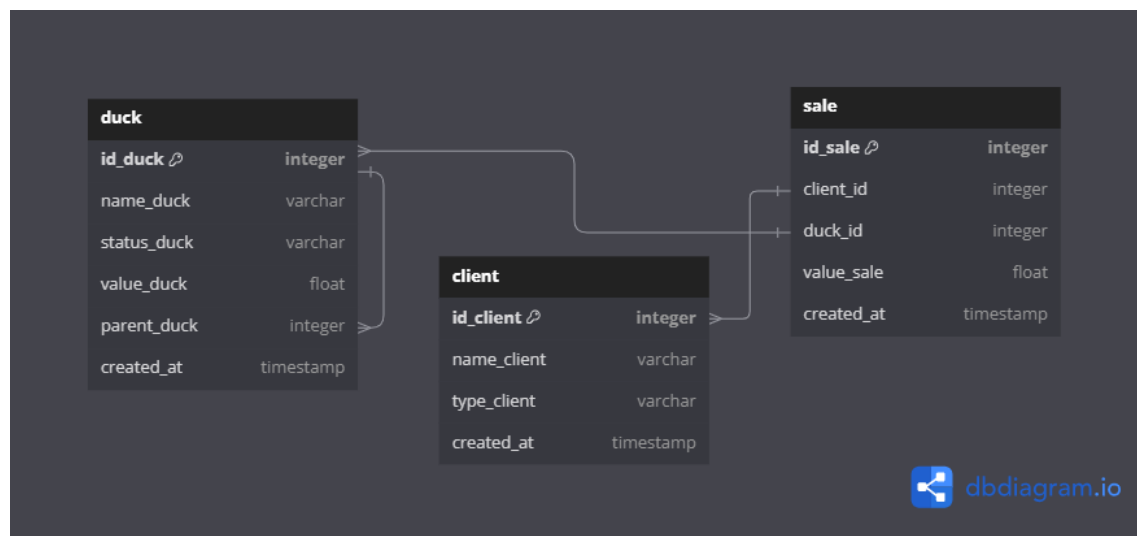 duck
id_duck integer
name_duck varchar
status_duck varchar
value_duck float
parent_duck integer
created_at timestamp
client
id_client integer
name_client varchar
type_client varchar
created_at timestamp
sale
id_sale integer
client_id integer
duck_id integer
value_sale float
created_at timestamp
dbdiagram.io